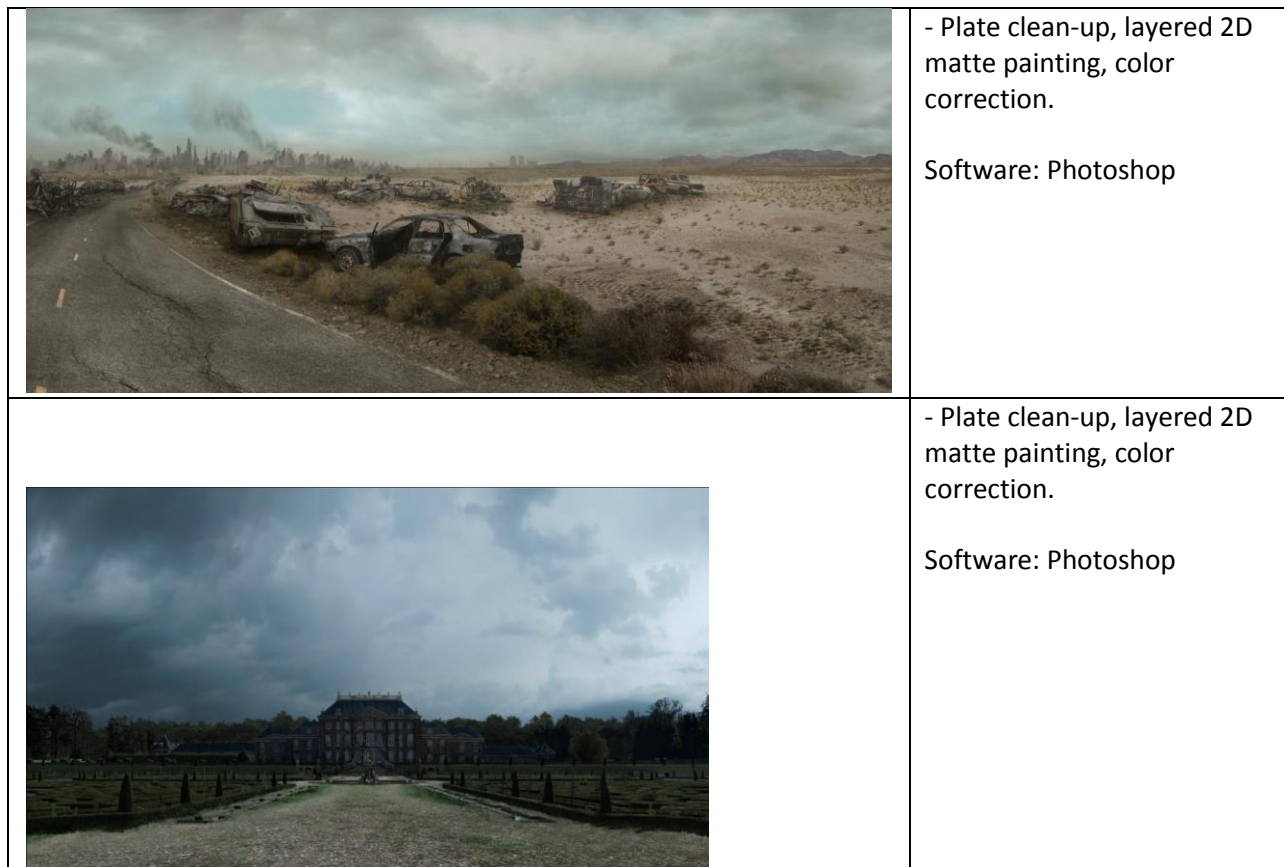 - Plate clean-up, layered 2D
matte painting, color
correction.
Software: Photoshop
- Plate clean-up, layered 2D
matte painting, color
correction.
Software: Photoshop